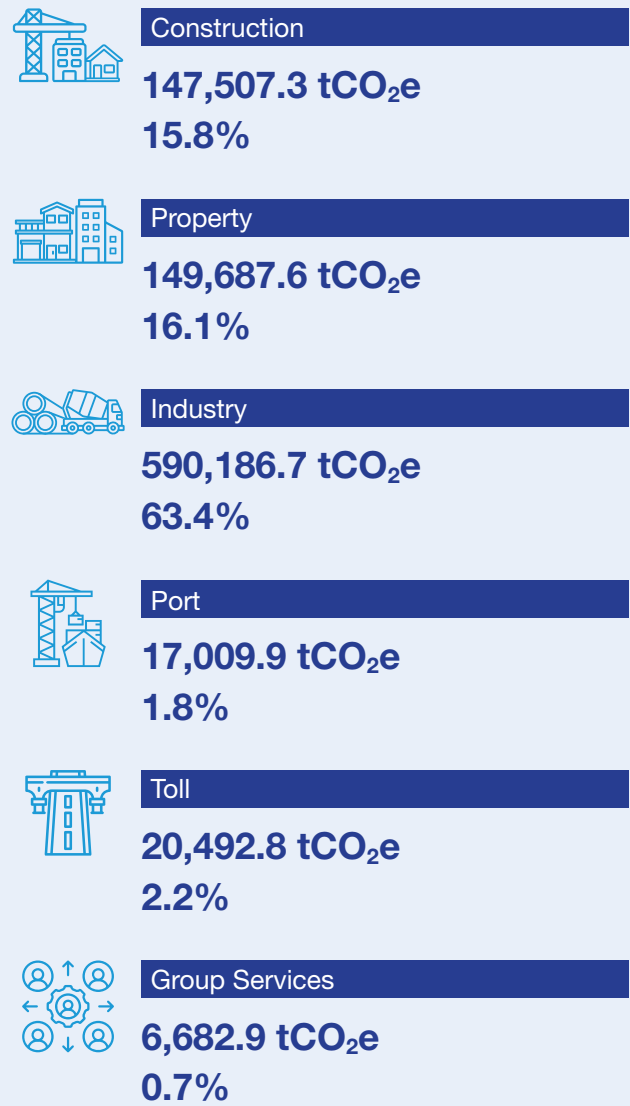 Construction
147,507.3 tCO₂e
15.8%
Property
149,687.6 tCO₂e
16.1%
Industry
590,186.7 tCO₂e
63.4%
Port
17,009.9 tCO₂e
1.8%
Toll
20,492.8 tCO₂e
2.2%
Group Services
6,682.9 tCO₂e
0.7%